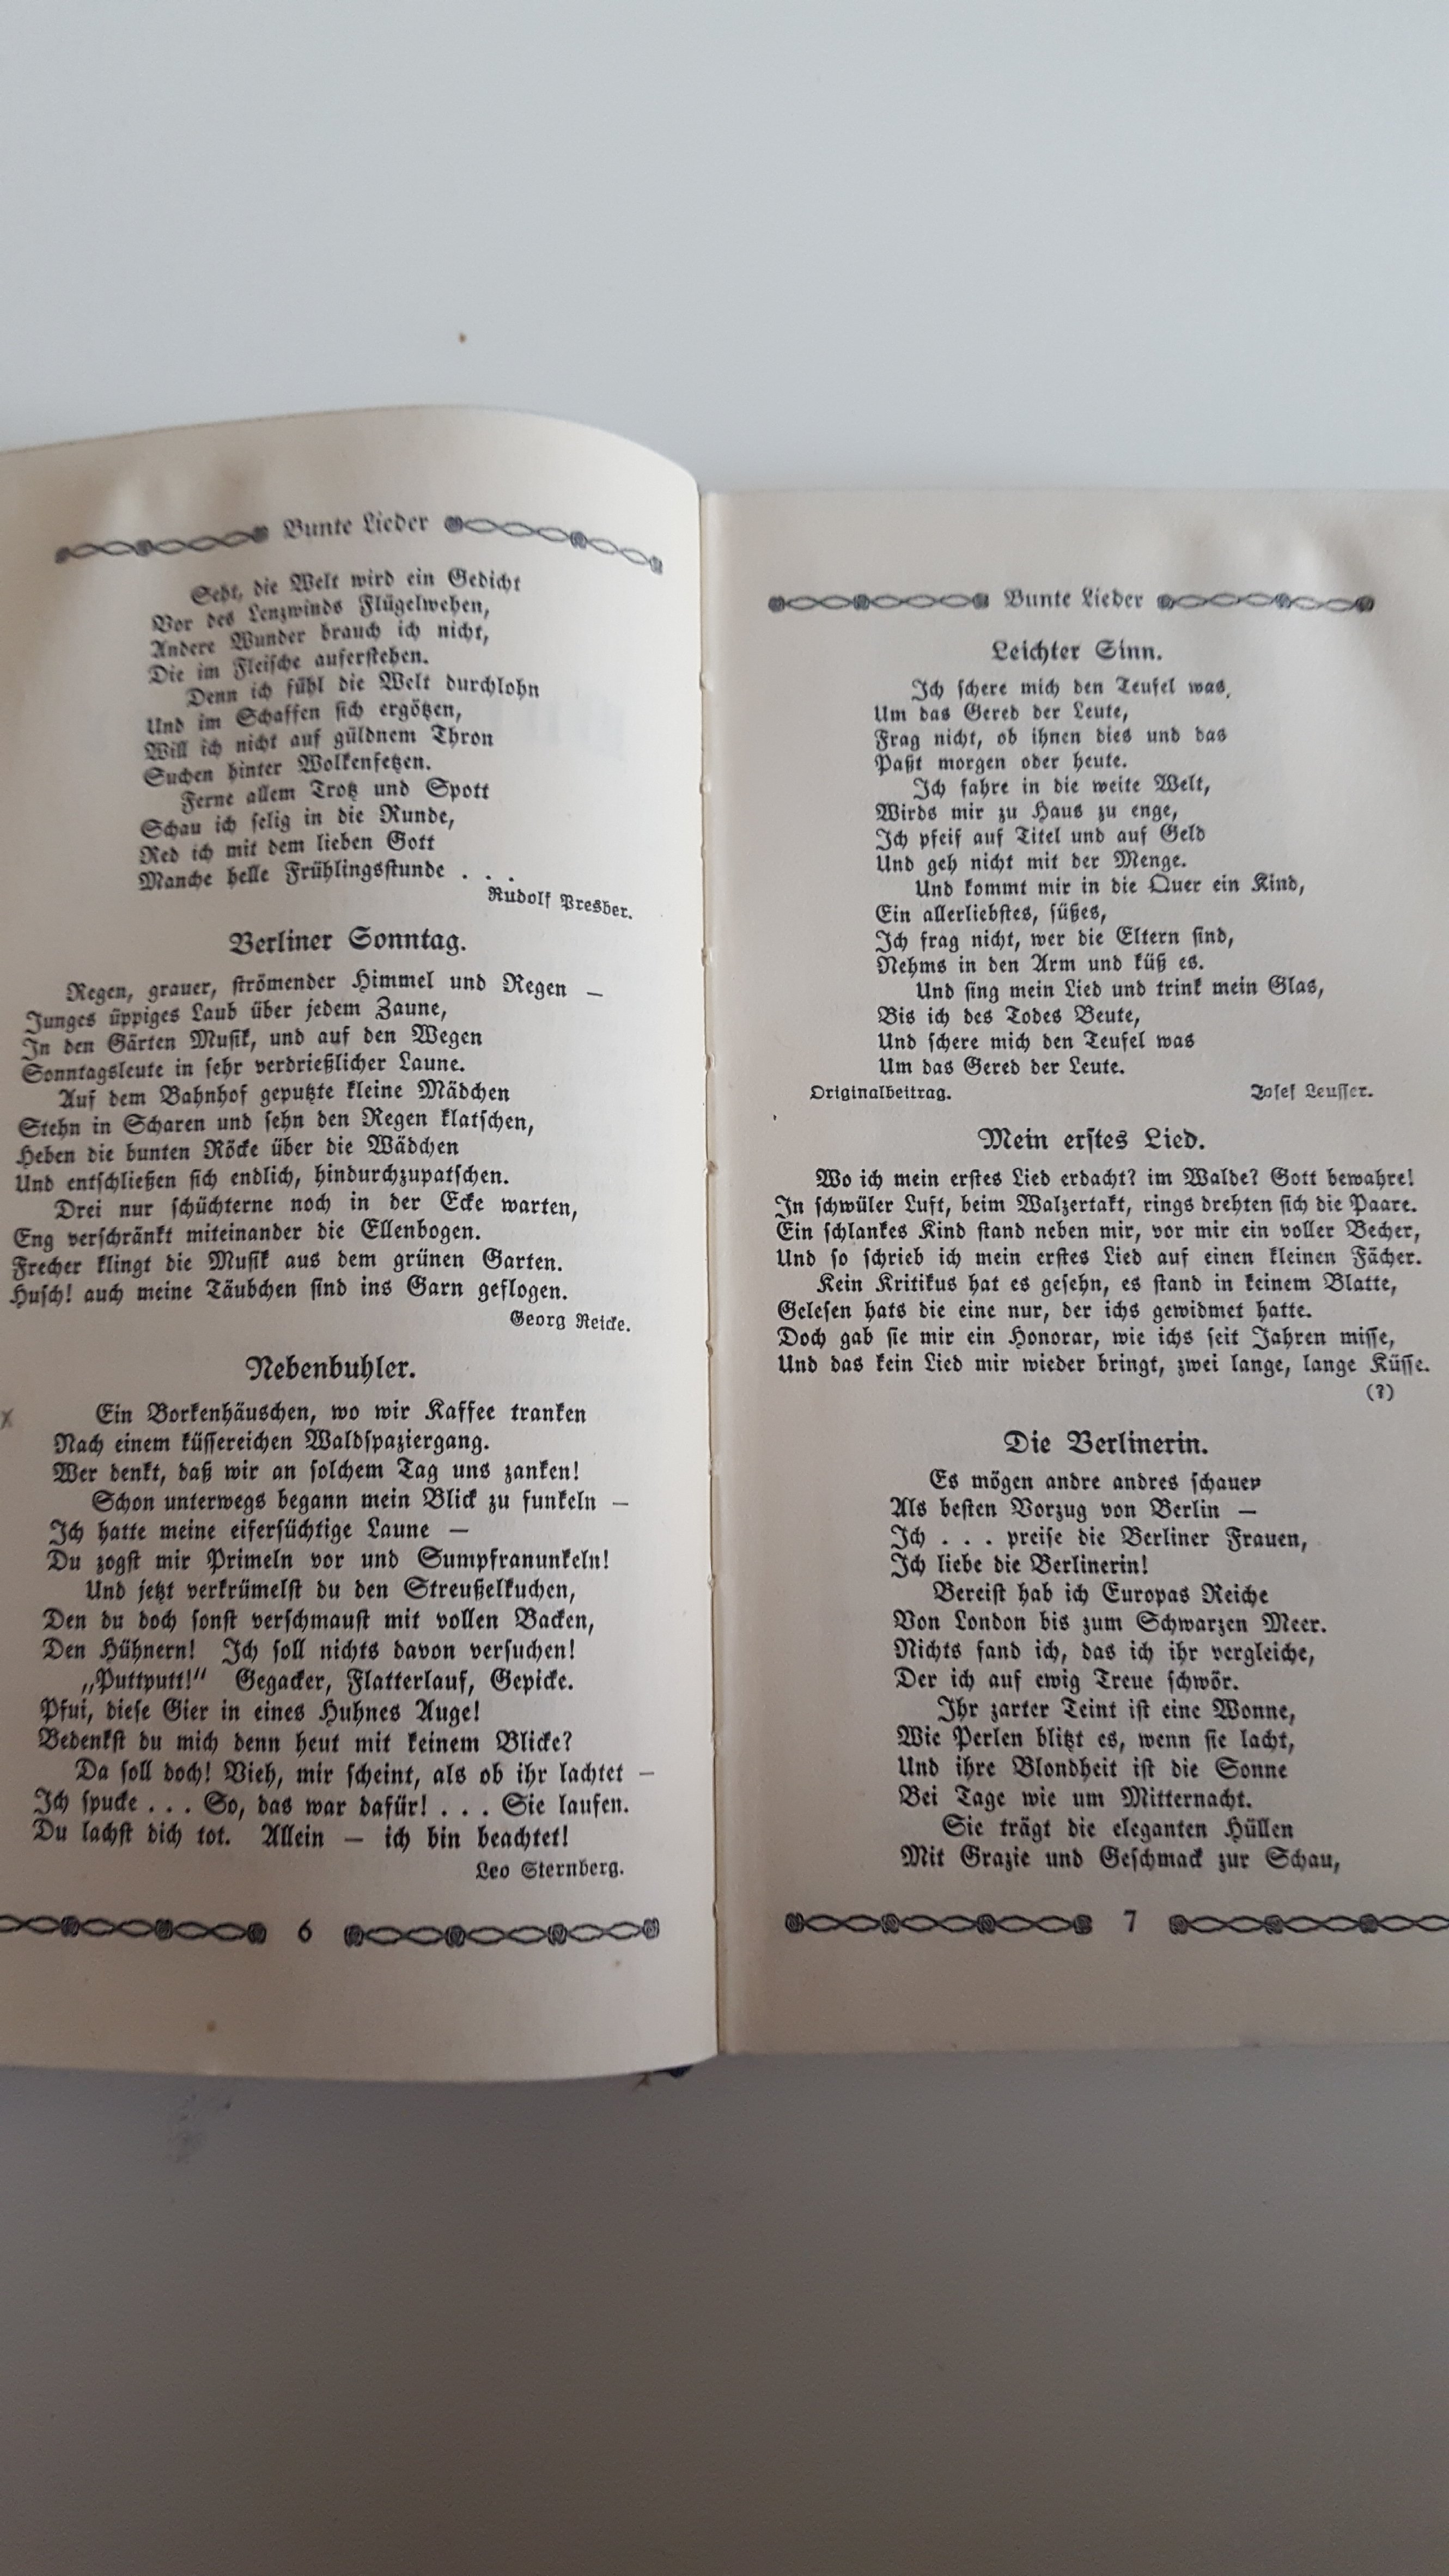 Bunte Lieder
Seht, die Welt wird ein Gedicht
Vor des Lenzwinds Flügelwehen,
Andere Wunder brauch ich nicht,
Die im Fleische auferstehen.
Denn ich fühl die Welt durchlohn
Und im Schaffen sich ergötzen,
Will ich nicht auf güldnem Thron
Suchen hinter Wolkenfetzen.
Ferne allem Trotz und Spott
Schau ich selig in die Runde,
Red ich mit dem lieben Gott
Manche helle Frühlingsstunde . . .
Rudolf Presber.
Berliner Sonntag.
Regen, grauer, strömender Himmel und Regen —
Junges üppiges Laub über jedem Zaune,
In den Gärten Musik, und auf den Wegen
Sonntagsleute in sehr verdrießlicher Laune.
Auf dem Bahnhof geputzte kleine Mädchen
Stehn in Scharen und sehn den Regen klatschen,
Heben die bunten Röcke über die Wädchen
Und entschließen sich endlich, hindurchzupatschen.
Drei nur schüchterne noch in der Ecke warten,
Eng verschränkt miteinander die Ellenbogen.
Frecher klingt die Musik aus dem grünen Garten.
Husch! auch meine Täubchen sind ins Garn geflogen.
Georg Reicke.
Nebenbuhler.
Ein Borkenhäuschen, wo wir Kaffee tranken
Nach einem küssereichen Waldspaziergang.
Wer denkt, daß wir an solchem Tag uns zanken!
Schon unterwegs begann mein Blick zu funkeln —
Ich hatte meine eifersüchtige Laune —
Du zogst mir Primeln vor und Sumpfranunkeln!
Und jetzt verkrümelst du den Streußelkuchen,
Den du doch sonst verschmaust mit vollen Backen,
Den Hühnern! Ich soll nichts davon versuchen!
„Puttputt!“ Gegacker, Flatterlauf, Gepicke.
Pfui, diese Gier in eines Huhnes Auge!
Bedenkst du mich denn heut mit keinem Blicke?
Da soll doch! Vieh, mir scheint, als ob ihr lachtet —
Ich spucke . . . So, das war dafür! . . . Sie laufen.
Du lachst dich tot. Allein — ich bin beachtet!
Leo Sternberg.
6
Bunte Lieder
Leichter Sinn.
Ich schere mich den Teufel was,
Um das Gered der Leute,
Frag nicht, ob ihnen dies und das
Paßt morgen oder heute.
Ich fahre in die weite Welt,
Wirds mir zu Haus zu enge,
Ich pfeif auf Titel und auf Geld
Und geh nicht mit der Menge.
Und kommt mir in die Quer ein Kind,
Ein allerliebstes, süßes,
Ich frag nicht, wer die Eltern sind,
Nehms in den Arm und küß es.
Und sing mein Lied und trink mein Glas,
Bis ich des Todes Beute,
Und schere mich den Teufel was
Um das Gered der Leute.
Originalbeitrag. Josef Leusser.
Mein erstes Lied.
Wo ich mein erstes Lied erdacht? im Walde? Gott bewahre!
In schwüler Luft, beim Walzertakt, rings drehten sich die Paare.
Ein schlankes Kind stand neben mir, vor mir ein voller Becher,
Und so schrieb ich mein erstes Lied auf einen kleinen Fächer.
Kein Kritikus hat es gesehn, es stand in keinem Blatte,
Gelesen hats die eine nur, der ichs gewidmet hatte.
Doch gab sie mir ein Honorar, wie ichs seit Jahren misse,
Und das kein Lied mir wieder bringt, zwei lange, lange Küsse.
(?)
Die Berlinerin.
Es mögen andre andres schauen
Als besten Vorzug von Berlin —
Ich . . . preise die Berliner Frauen,
Ich liebe die Berlinerin!
Bereist hab ich Europas Reiche
Von London bis zum Schwarzen Meer.
Nichts fand ich, das ich ihr vergleiche,
Der ich auf ewig Treue schwör.
Ihr zarter Teint ist eine Wonne,
Wie Perlen blitzt es, wenn sie lacht,
Und ihre Blondheit ist die Sonne
Bei Tage wie um Mitternacht.
Sie trägt die eleganten Hüllen
Mit Grazie und Geschmack zur Schau,
7